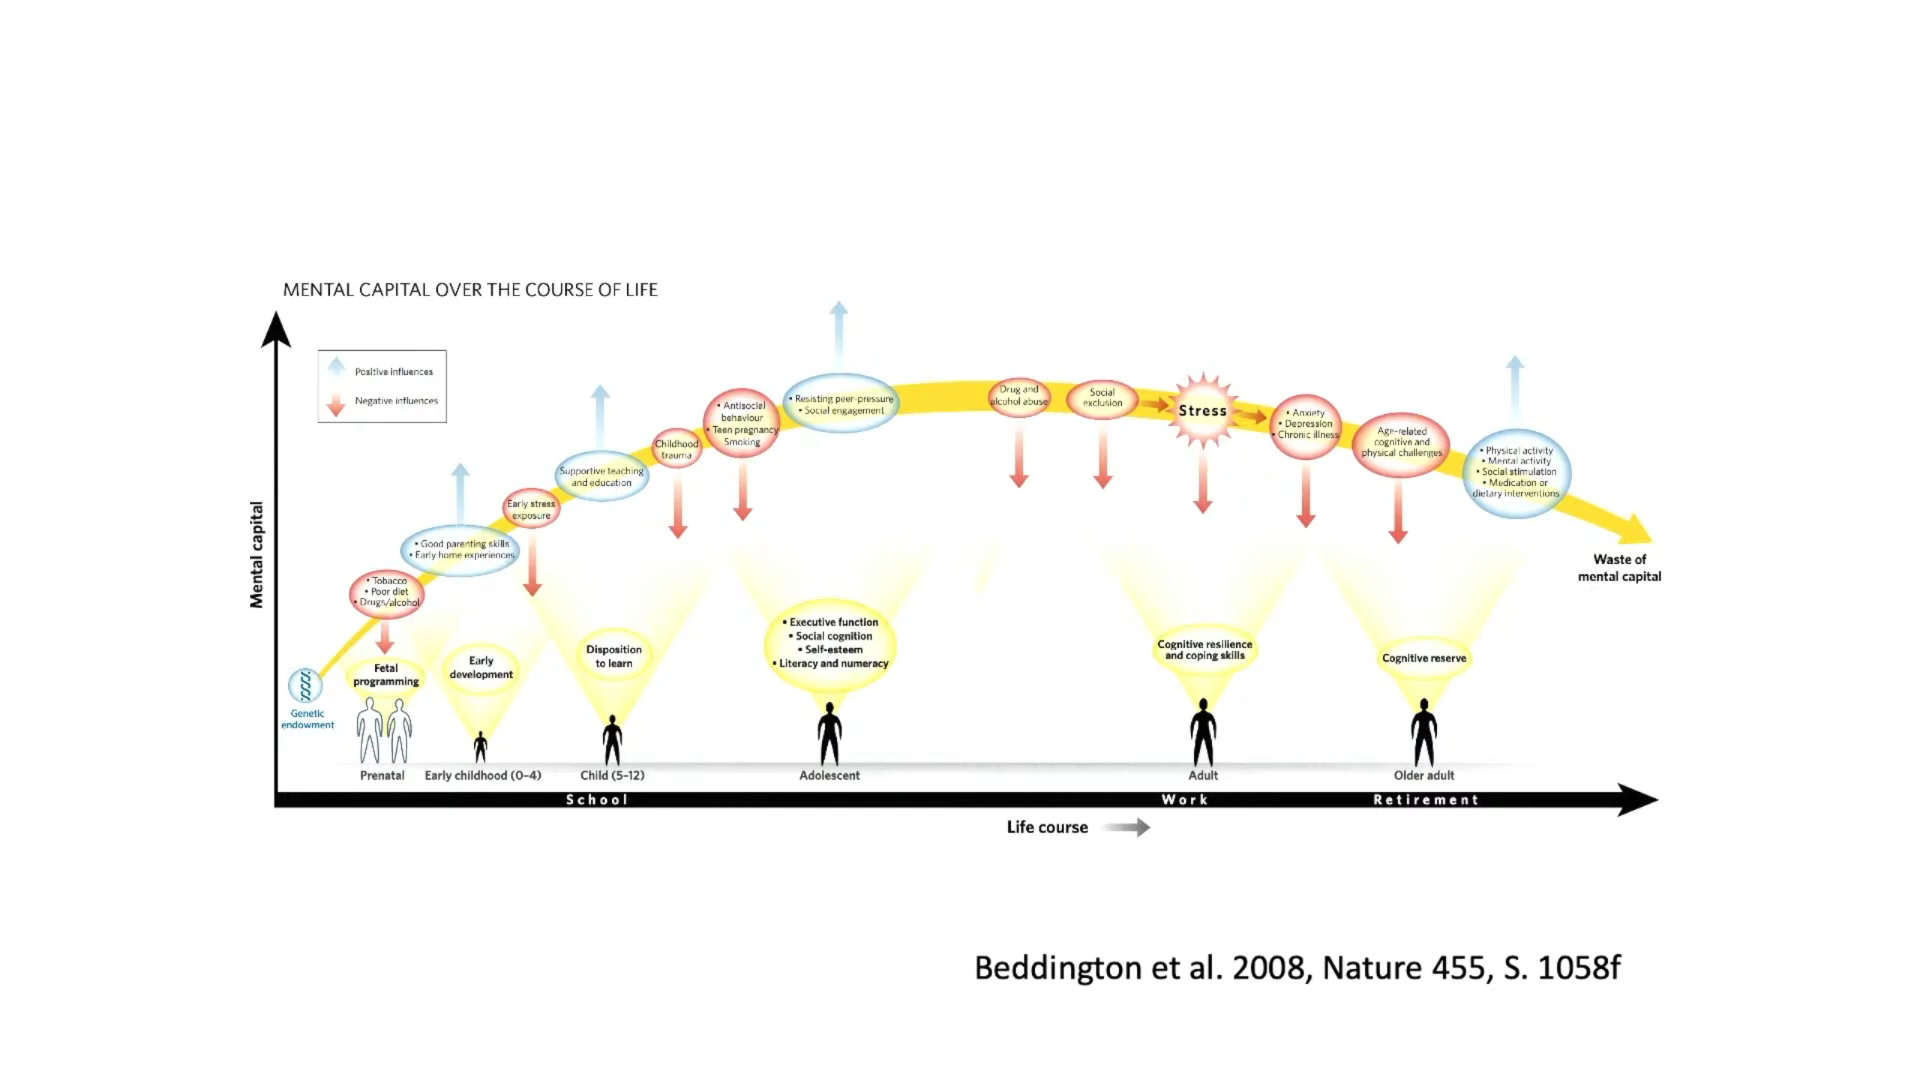 MENTAL CAPITAL OVER THE COURSE OF LIFE
Positive influences
Negative influences
Mental capital
Genetic
endowment
• Tobacco
• Poor diet
• Drugs/alcohol
• Good parenting skills
• Early home experiences
Early stress
exposure
Supportive teaching
and education
Childhood
trauma
• Antisocial
behaviour
• Teen pregnancy
Smoking
• Resisting peer-pressure
• Social engagement
Drug and
alcohol abuse
Social
exclusion
Stress
• Anxiety
• Depression
• Chronic illness
Age-related
cognitive and
physical challenges
• Physical activity
• Mental activity
• Social stimulation
• Medication or
dietary interventions
Waste of
mental capital
Fetal
programming
Early
development
Disposition
to learn
• Executive function
• Social cognition
• Self-esteem
• Literacy and numeracy
Cognitive resilience
and coping skills
Cognitive reserve
Prenatal
Early childhood (0–4)
Child (5–12)
Adolescent
Adult
Older adult
School
Work
Retirement
Life course
Beddington et al. 2008, Nature 455, S. 1058f